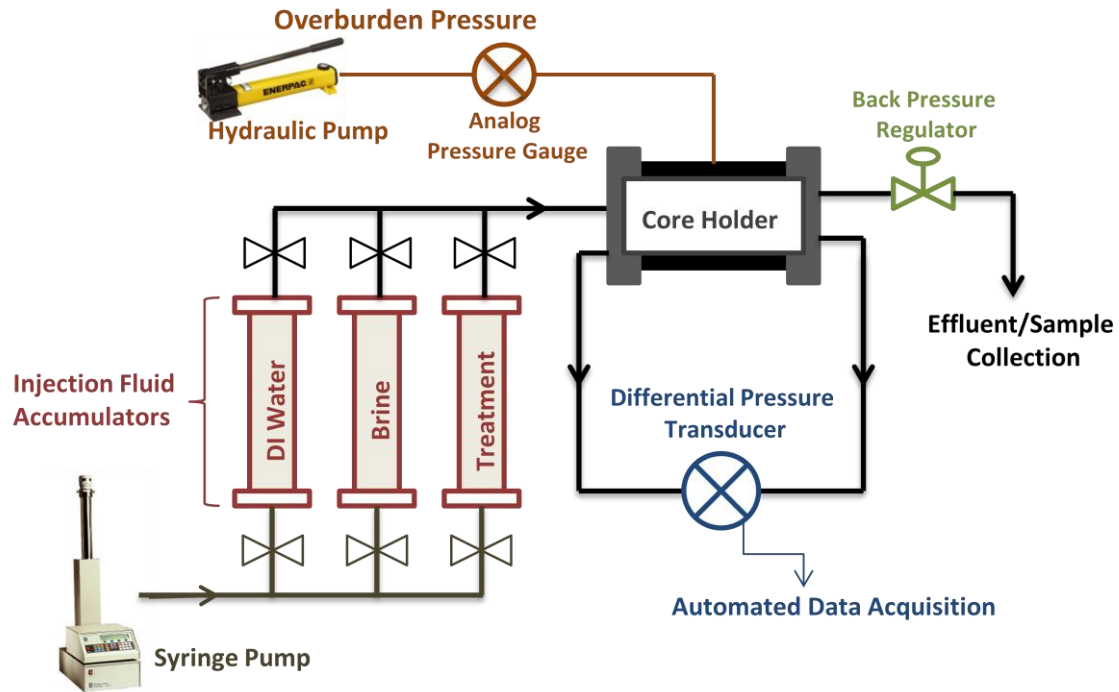 Overburden Pressure
ENERPAC
Hydraulic Pump
Analog
Pressure Gauge
Back Pressure
Regulator
Core Holder
Effluent/Sample
Collection
Injection Fluid
Accumulators
DI Water
Brine
Treatment
Differential Pressure
Transducer
Automated Data Acquisition
Syringe Pump